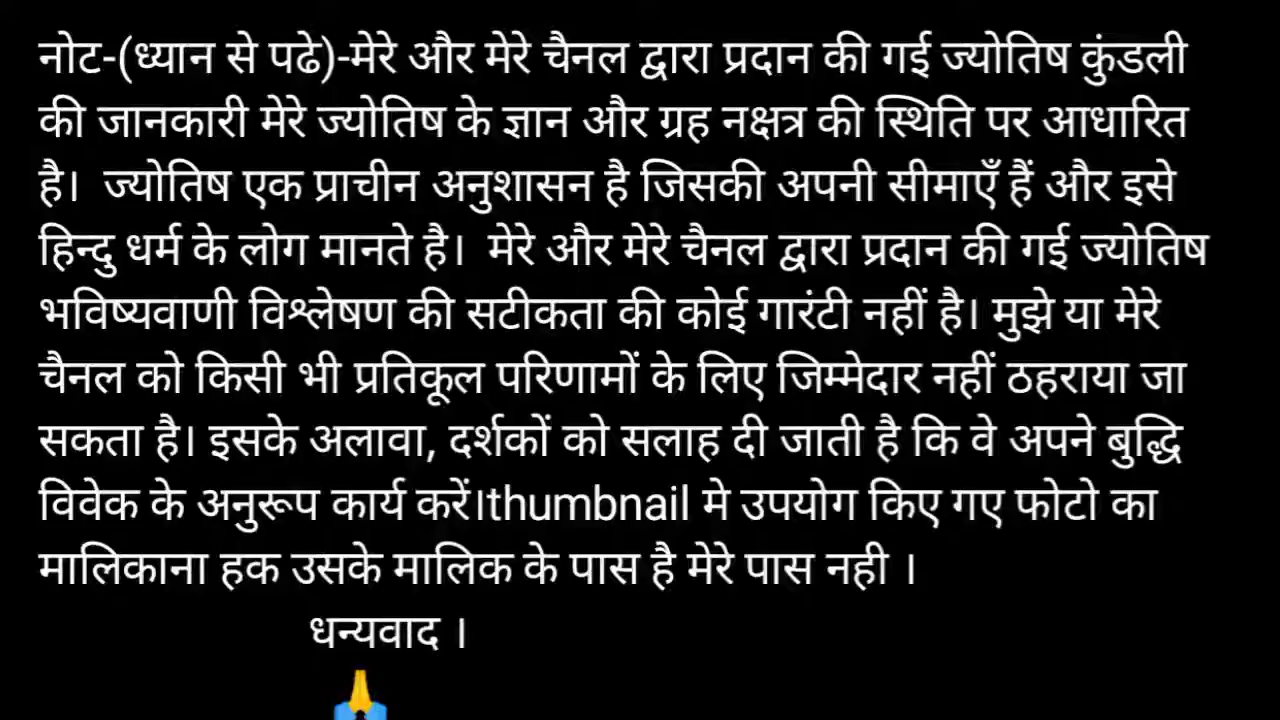 नोट-(ध्यान से पढे)-मेरे और मेरे चैनल द्वारा प्रदान की गई ज्योतिष कुंडली
की जानकारी मेरे ज्योतिष के ज्ञान और ग्रह नक्षत्र की स्थिति पर आधारित
है।  ज्योतिष एक प्राचीन अनुशासन है जिसकी अपनी सीमाएँ हैं और इसे
हिन्दु धर्म के लोग मानते है।  मेरे और मेरे चैनल द्वारा प्रदान की गई ज्योतिष
भविष्यवाणी विश्लेषण की सटीकता की कोई गारंटी नहीं है। मुझे या मेरे
चैनल को किसी भी प्रतिकूल परिणामों के लिए जिम्मेदार नहीं ठहराया जा
सकता है। इसके अलावा, दर्शकों को सलाह दी जाती है कि वे अपने बुद्धि
विवेक के अनुरूप कार्य करें।thumbnail मे उपयोग किए गए फोटो का
मालिकाना हक उसके मालिक के पास है मेरे पास नही ।
धन्यवाद ।